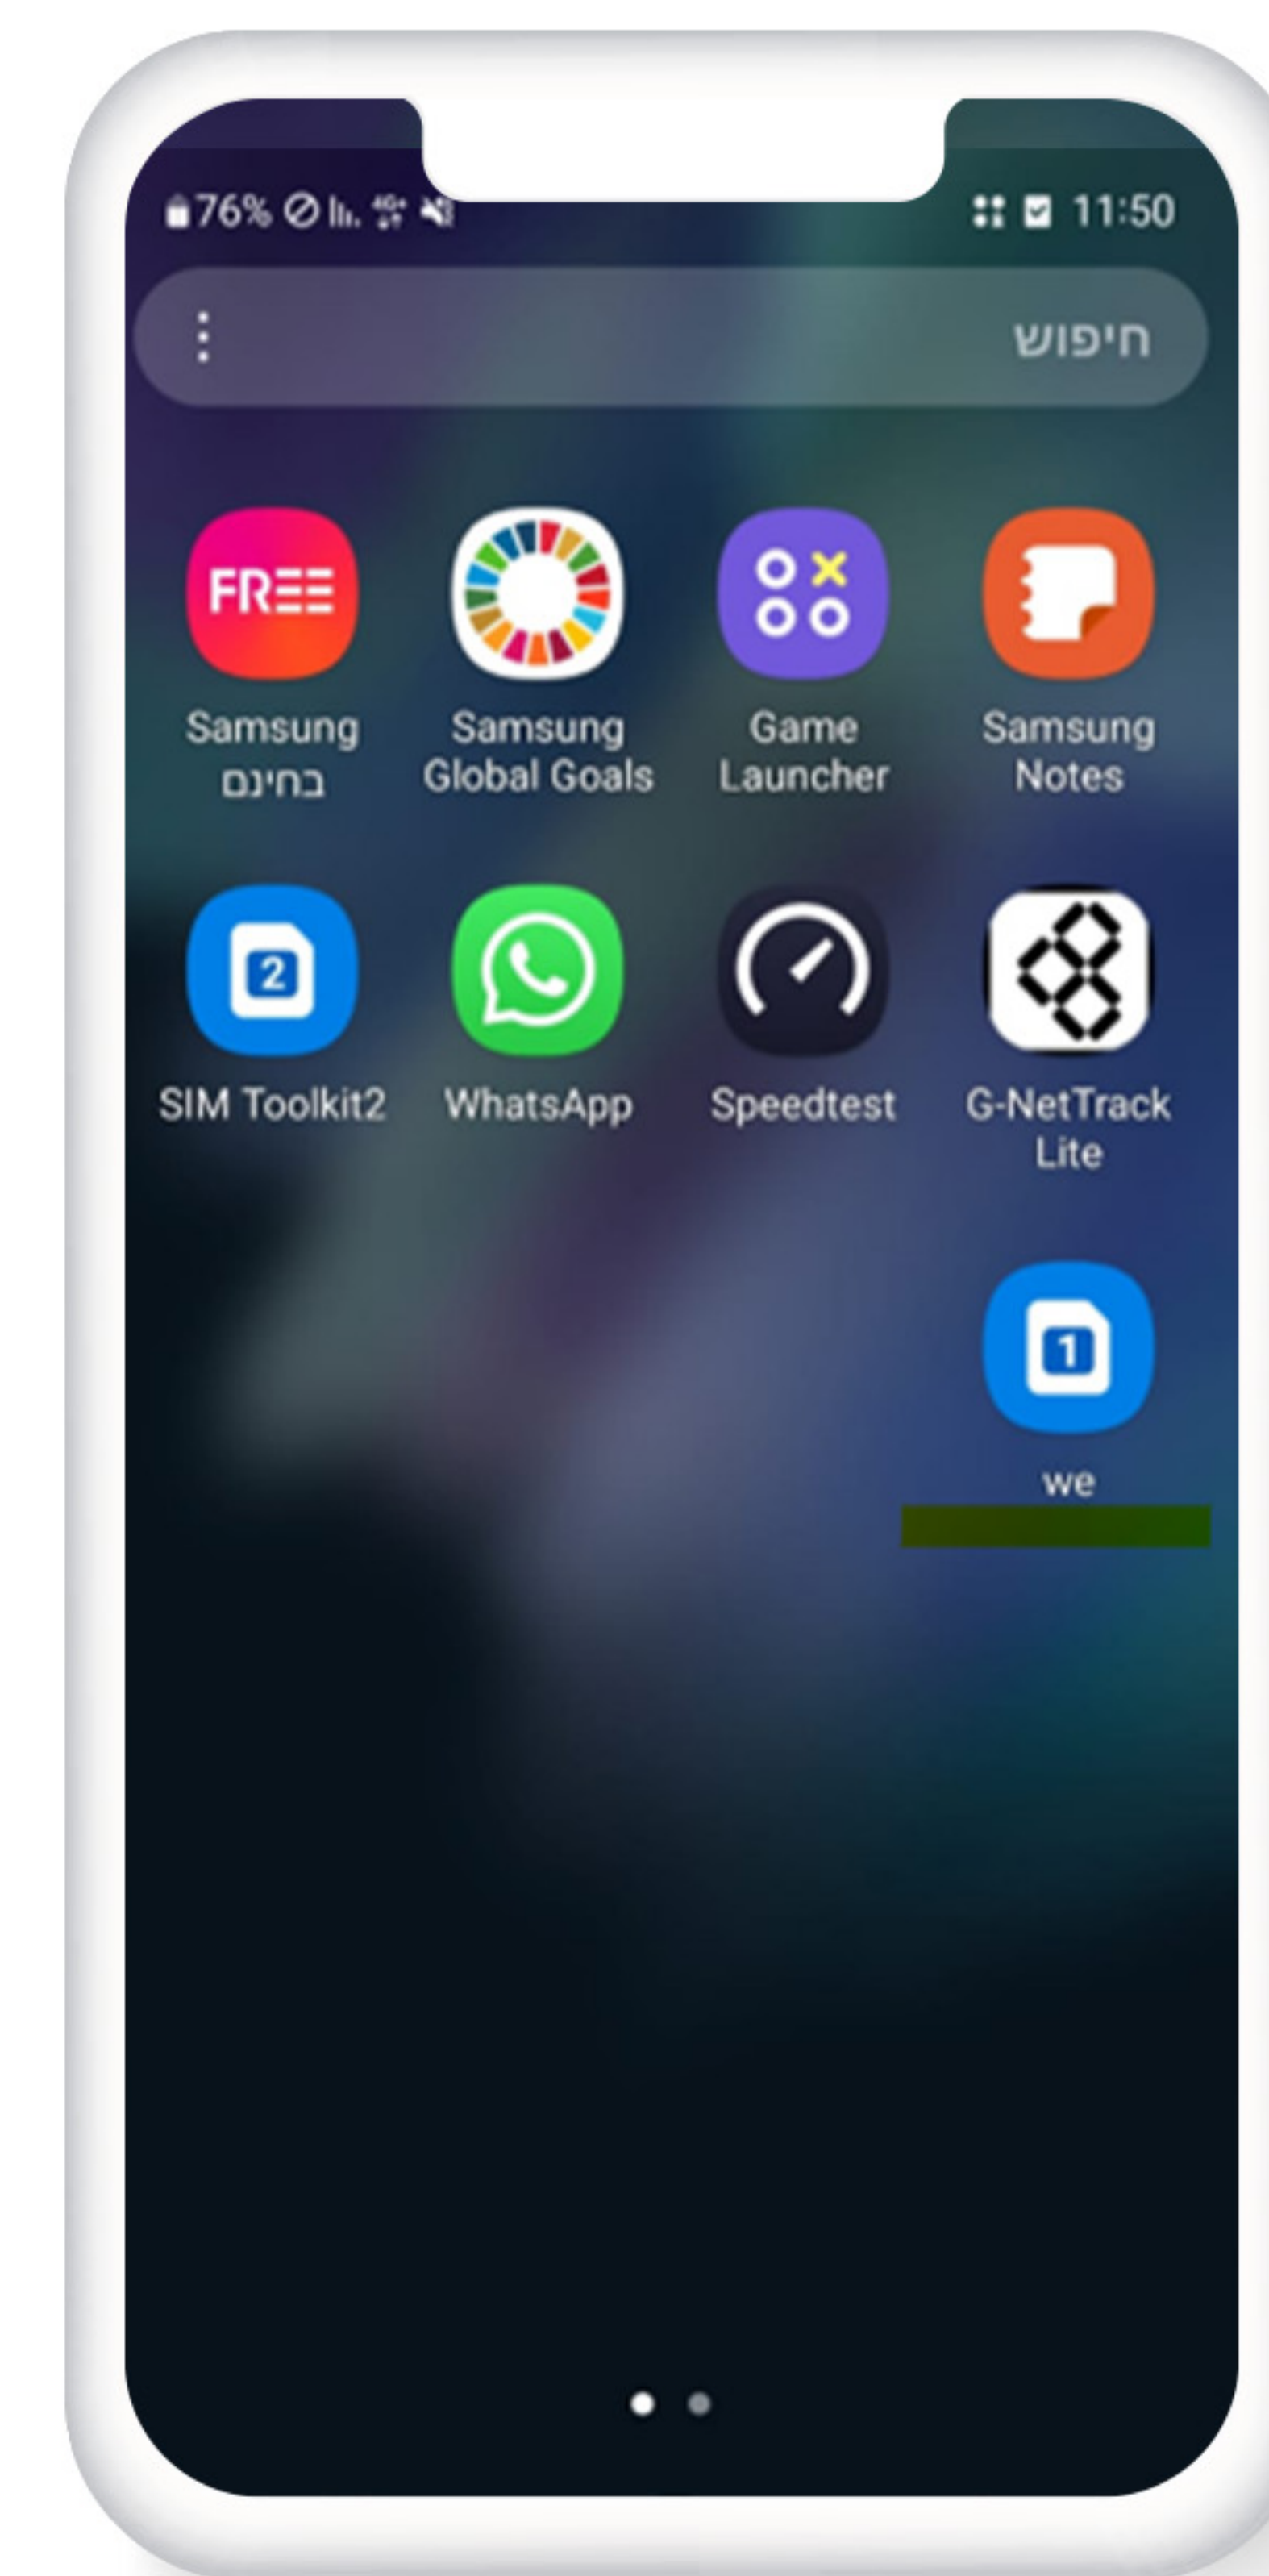 76% 4G+ 11:50
חיפוש
FREE
Samsung
בחינם
Samsung
Global Goals
Game
Launcher
Samsung
Notes
2
SIM Toolkit2
WhatsApp
Speedtest
G-NetTrack
Lite
1
we